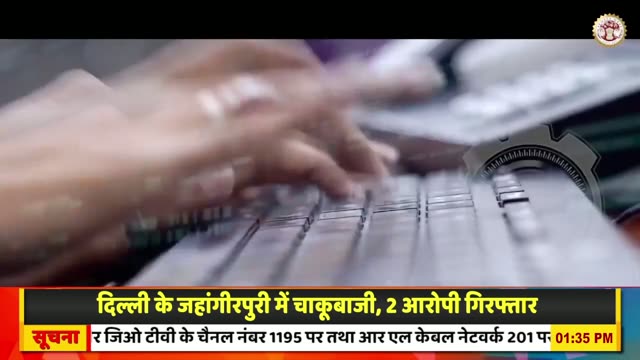 दिल्ली के जहांगीरपुरी में चाकूबाजी, 2 आरोपी गिरफ्तार
सूचना
र जिओ टीवी के चैनल नंबर 1195 पर तथा आर एल केबल नेटवर्क 201 पर
01:35 PM